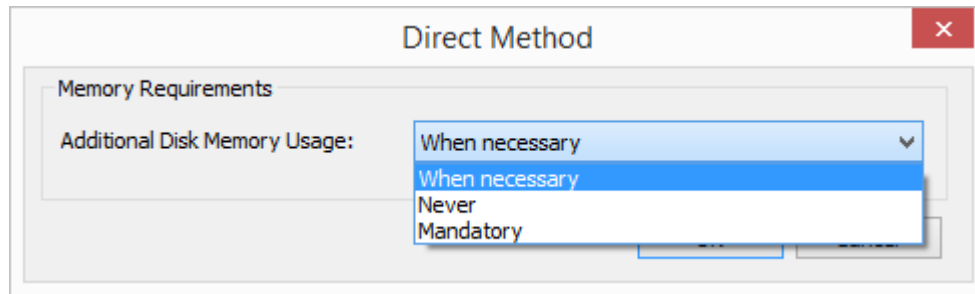 Direct Method
Memory Requirements
Additional Disk Memory Usage: When necessary
When necessary
Never
Mandatory